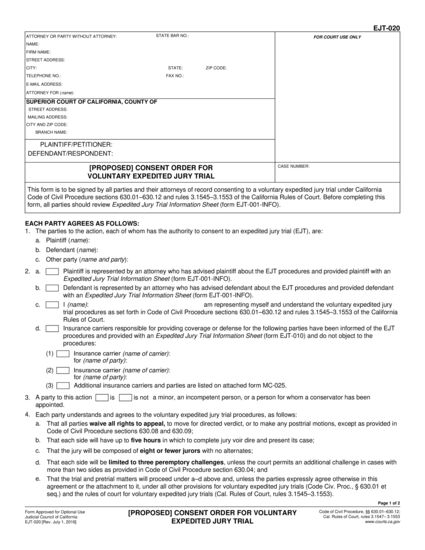 EJT-020
ATTORNEY OR PARTY WITHOUT ATTORNEY: STATE BAR NO.: FOR COURT USE ONLY
NAME:
FIRM NAME:
STREET ADDRESS:
CITY: STATE: ZIP CODE:
TELEPHONE NO.: FAX NO.:
E-MAIL ADDRESS:
ATTORNEY FOR (name):
SUPERIOR COURT OF CALIFORNIA, COUNTY OF
STREET ADDRESS:
MAILING ADDRESS:
CITY AND ZIP CODE:
BRANCH NAME:
PLAINTIFF/PETITIONER:
DEFENDANT/RESPONDENT:
[PROPOSED] CONSENT ORDER FOR
VOLUNTARY EXPEDITED JURY TRIAL
CASE NUMBER:
This form is to be signed by all parties and their attorneys of record consenting to a voluntary expedited jury trial under California
Code of Civil Procedure sections 630.01–630.12 and rules 3.1545–3.1553 of the California Rules of Court. Before completing this
form, all parties should review Expedited Jury Trial Information Sheet (form EJT-001-INFO).
EACH PARTY AGREES AS FOLLOWS:
1. The parties to the action, each of whom has the authority to consent to an expedited jury trial (EJT), are:
a. Plaintiff (name):
b. Defendant (name):
c. Other party (name and party):
2. a. Plaintiff is represented by an attorney who has advised plaintiff about the EJT procedures and provided plaintiff with an
Expedited Jury Trial Information Sheet (form EJT-001-INFO).
b. Defendant is represented by an attorney who has advised defendant about the EJT procedures and provided defendant
with an Expedited Jury Trial Information Sheet (form EJT-001-INFO).
c. I (name): am representing myself and understand the voluntary expedited jury
trial procedures as set forth in Code of Civil Procedure sections 630.01–630.12 and rules 3.1545–3.1553 of the California
Rules of Court.
d. Insurance carriers responsible for providing coverage or defense for the following parties have been informed of the EJT
procedures and provided with an Expedited Jury Trial Information Sheet (form EJT-010) and do not object to the
procedures:
(1) Insurance carrier (name of carrier):
for (name of party):
(2) Insurance carrier (name of carrier):
for (name of party):
(3) Additional insurance carriers and parties are listed on attached form MC-025.
3. A party to this action is is not a minor, an incompetent person, or a person for whom a conservator has been
appointed.
4. Each party understands and agrees to the voluntary expedited jury trial procedures, as follows:
a. That all parties waive all rights to appeal, to move for directed verdict, or to make any posttrial motions, except as provided in
Code of Civil Procedure sections 630.08 and 630.09;
b. That each side will have up to five hours in which to complete jury voir dire and present its case;
c. That the jury will be composed of eight or fewer jurors with no alternates;
d. That each side will be limited to three peremptory challenges, unless the court permits an additional challenge in cases with
more than two sides as provided in Code of Civil Procedure section 630.04; and
e. That the trial and pretrial matters will proceed under a–d above and, unless the parties expressly agree otherwise in this
agreement or the attachment to it, under all other provisions for voluntary expedited jury trials (Code Civ. Proc., § 630.01 et
seq.) and the rules of court for voluntary expedited jury trials (Cal. Rules of Court, rules 3.1545–3.1553).
Page 1 of 2
Form Approved for Optional Use
Judicial Council of California
EJT-020 [Rev. July 1, 2016]
[PROPOSED] CONSENT ORDER FOR VOLUNTARY
EXPEDITED JURY TRIAL
Code of Civil Procedure, §§ 630.01-630.12;
Cal. Rules of Court, rules 3.1547– 3.1553
www.courts.ca.gov